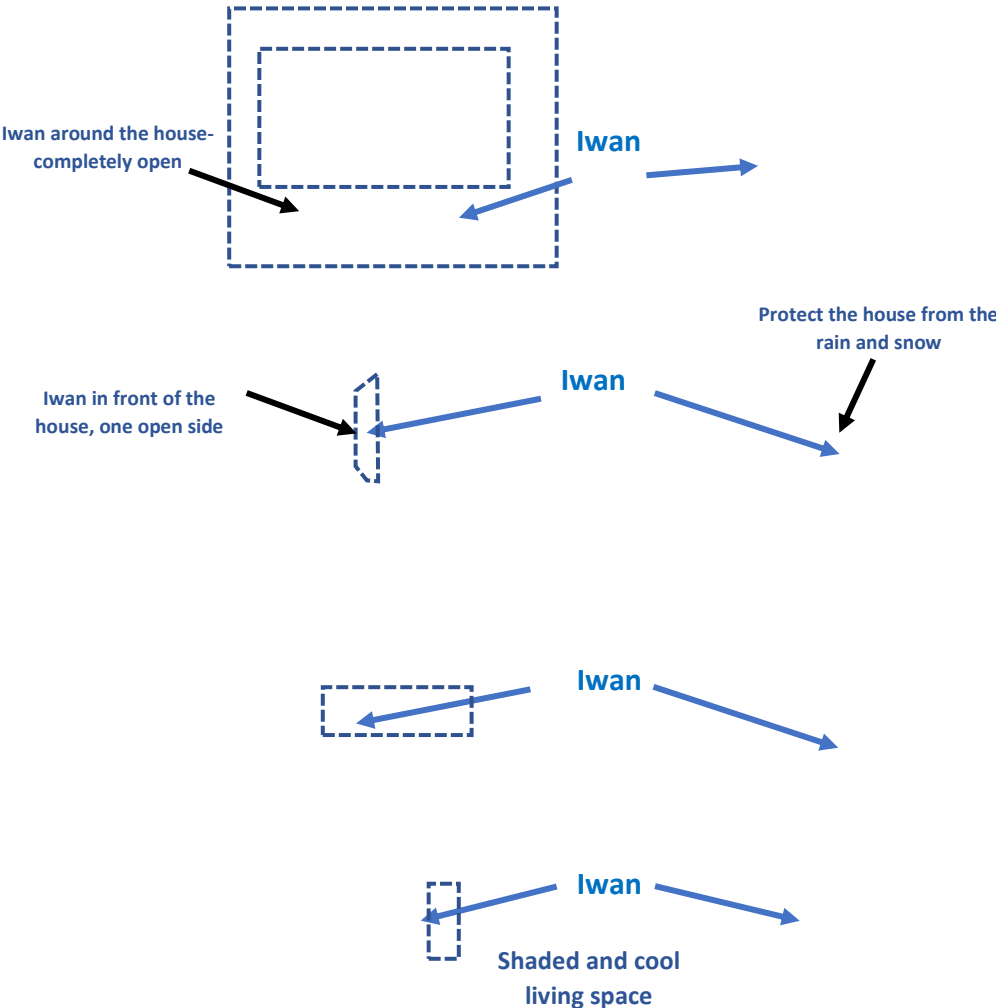 Iwan around the house-
completely open
Iwan
Protect the house from the
rain and snow
Iwan
Iwan in front of the
house, one open side
Iwan
Iwan
Shaded and cool
living space